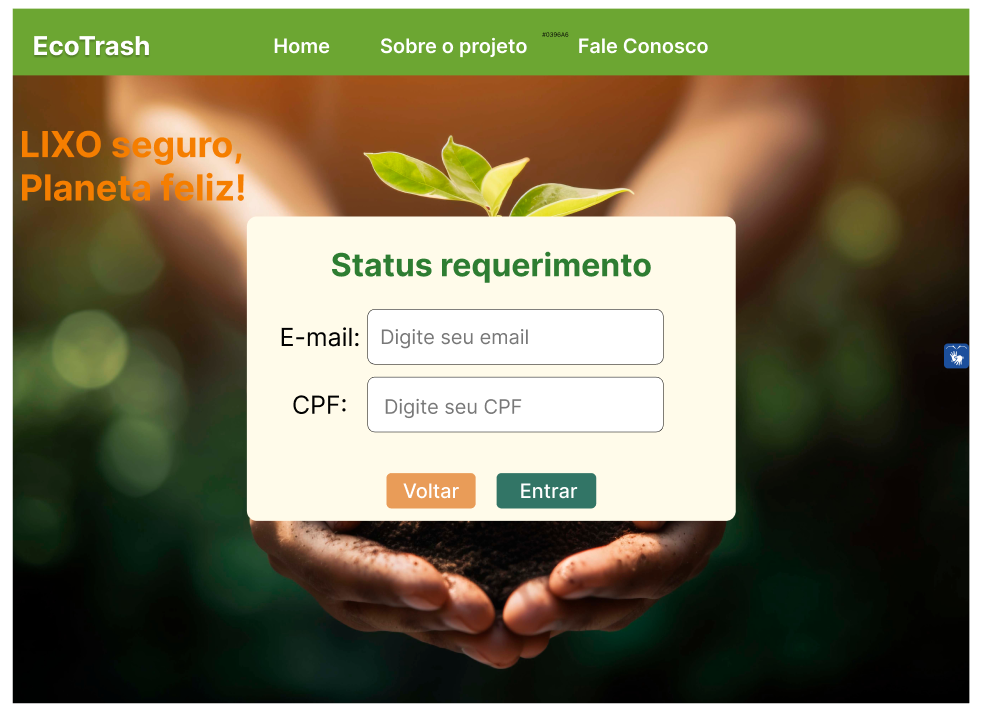 EcoTrash
Home
Sobre o projeto
#0396A6
Fale Conosco
LIXO seguro,
Planeta feliz!
Status requerimento
E-mail:
Digite seu email
CPF:
Digite seu CPF
Voltar
Entrar